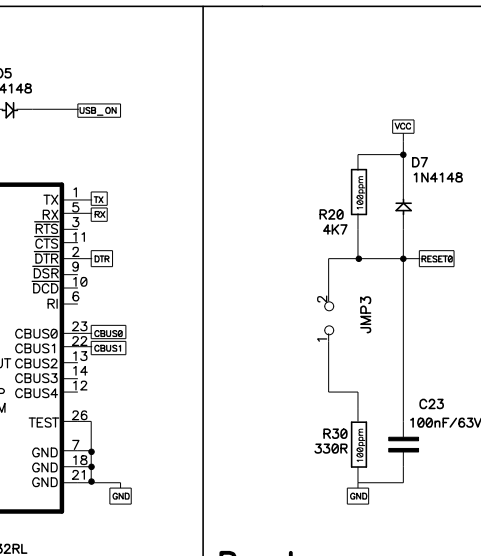 D5
4148
USB_ON
TX 1 TX
RX 5 RX
RTS 3
CTS 11
DTR 2 DTR
DSR 9
DCD 10
RI 6
CBUS0 23 CBUS0
CBUS1 22 CBUS1
UT CBUS2 13
CBUS3 14
P CBUS4 12
M
TEST 26
GND 7
GND 18
GND 21
GND
32RL
VCC
D7
1N4148
100ppm
R20
4K7
RESET0
2
JMP3
1
C23
100nF/63V
R30
330R
100ppm
GND